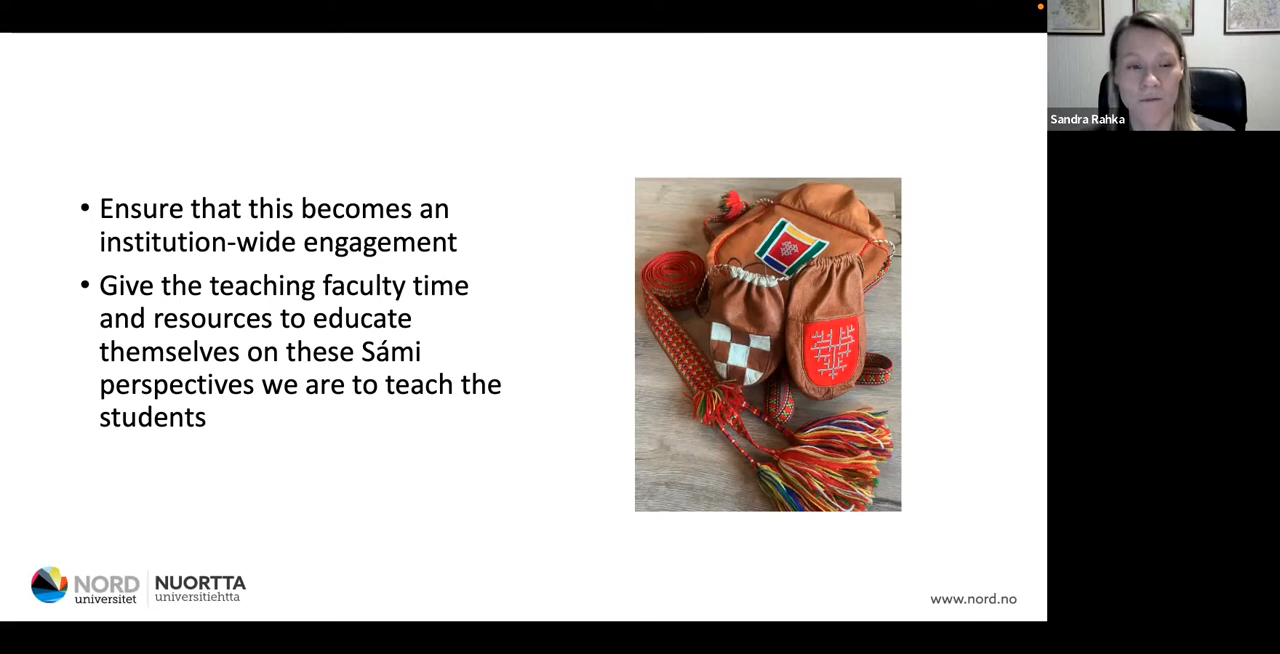 • Ensure that this becomes an
institution-wide engagement
• Give the teaching faculty time
and resources to educate
themselves on these Sámi
perspectives we are to teach the
students
Sandra Rahka
NORD
universitet
NUORTTA
universitiehtta
www.nord.no